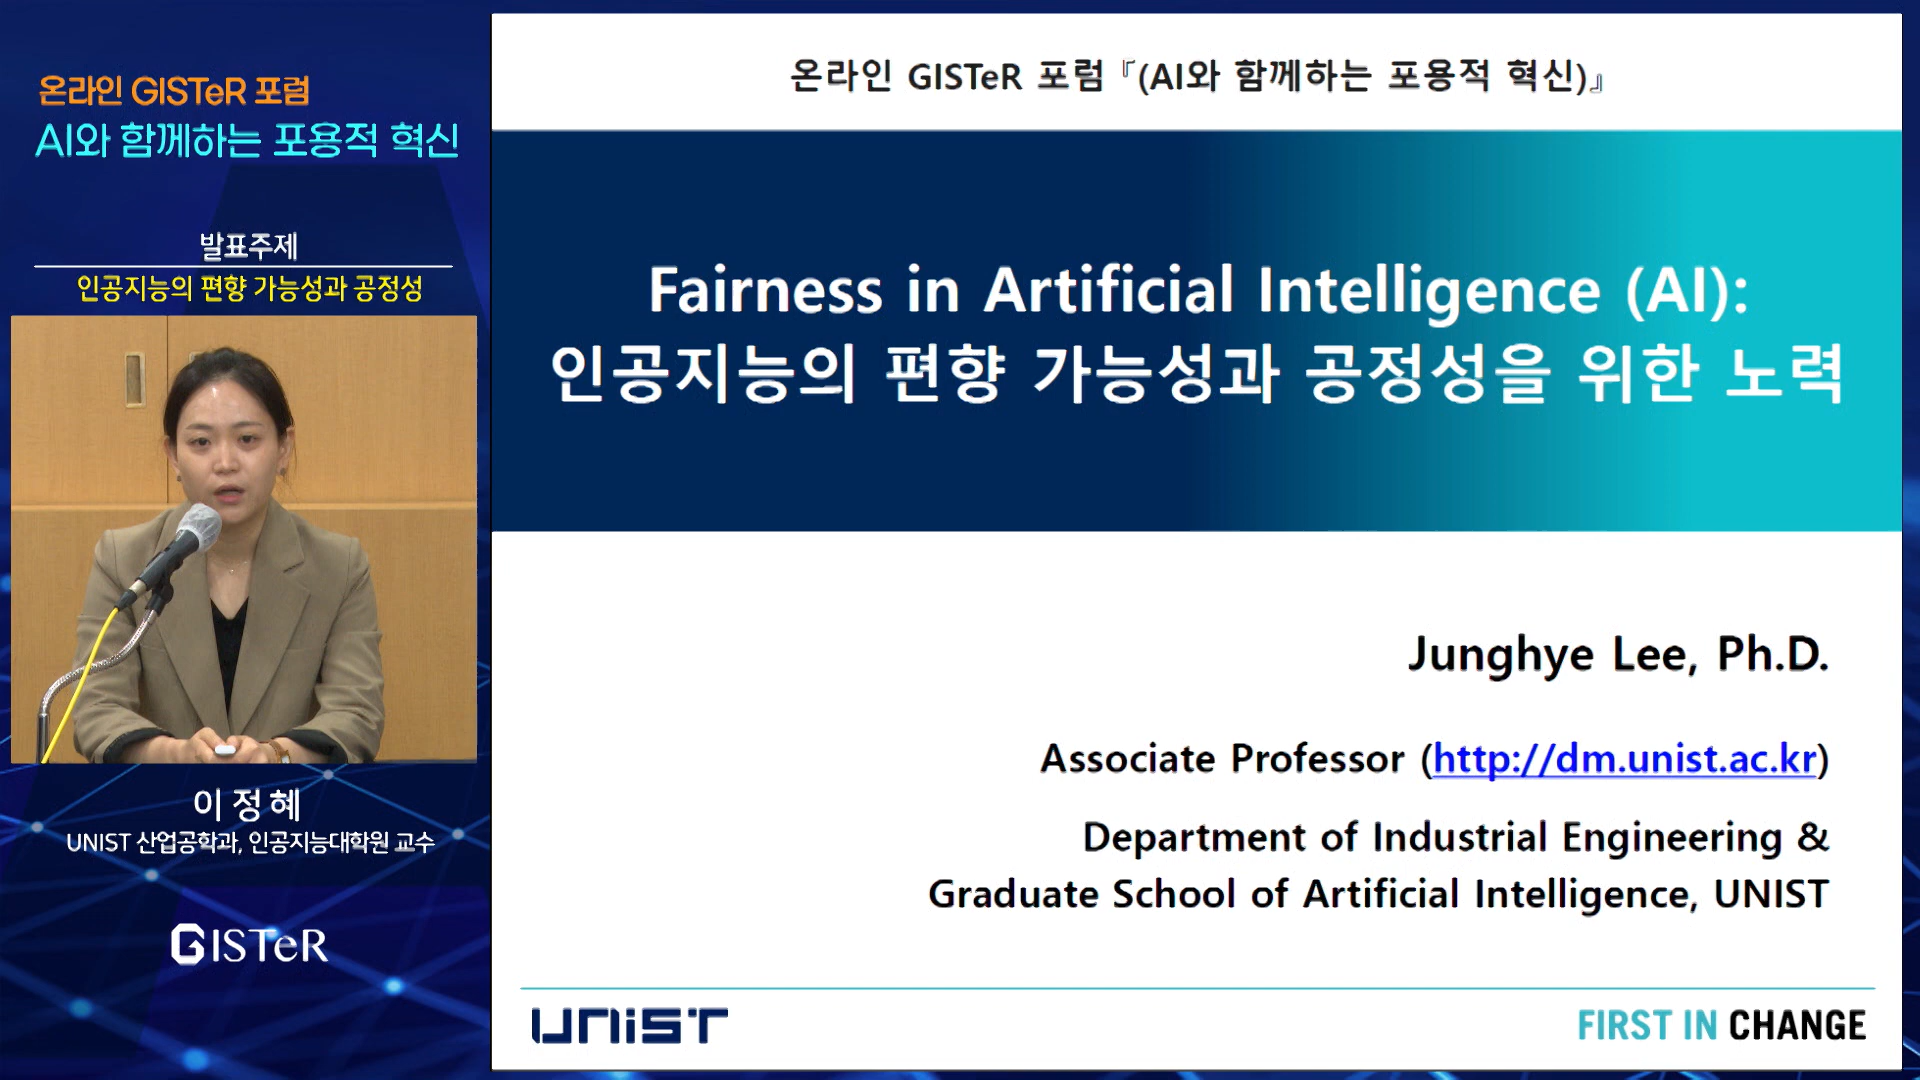 온라인 GISTeR 포럼
AI와 함께하는 포용적 혁신
발표주제
인공지능의 편향 가능성과 공정성
이 정 혜
UNIST 산업공학과, 인공지능대학원 교수
GISTeR
온라인 GISTeR 포럼 『(AI와 함께하는 포용적 혁신)』
Fairness in Artificial Intelligence (AI):
인공지능의 편향 가능성과 공정성을 위한 노력
Junghye Lee, Ph.D.
Associate Professor (http://dm.unist.ac.kr)
Department of Industrial Engineering &
Graduate School of Artificial Intelligence, UNIST
UNIST
FIRST IN CHANGE